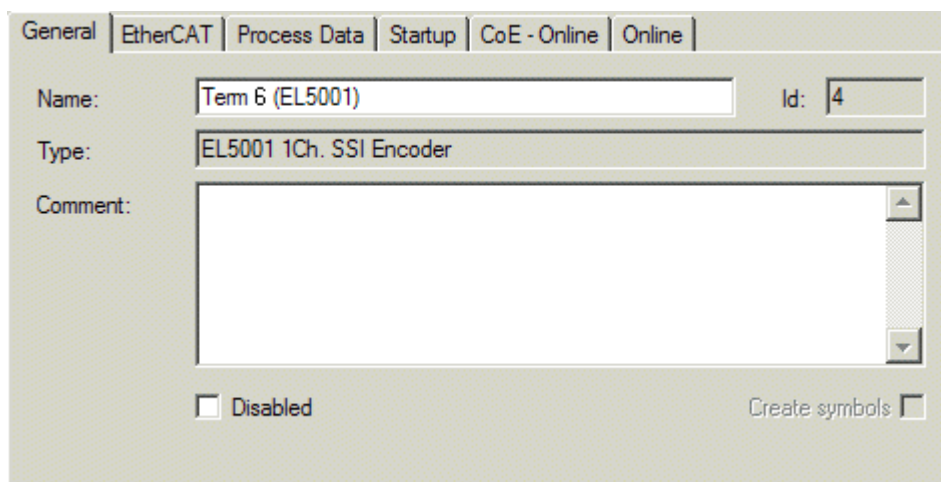 General EtherCAT Process Data Startup CoE - Online Online
Name: Term 6 (EL5001) Id: 4
Type: EL5001 1Ch. SSI Encoder
Comment:
Disabled Create symbols